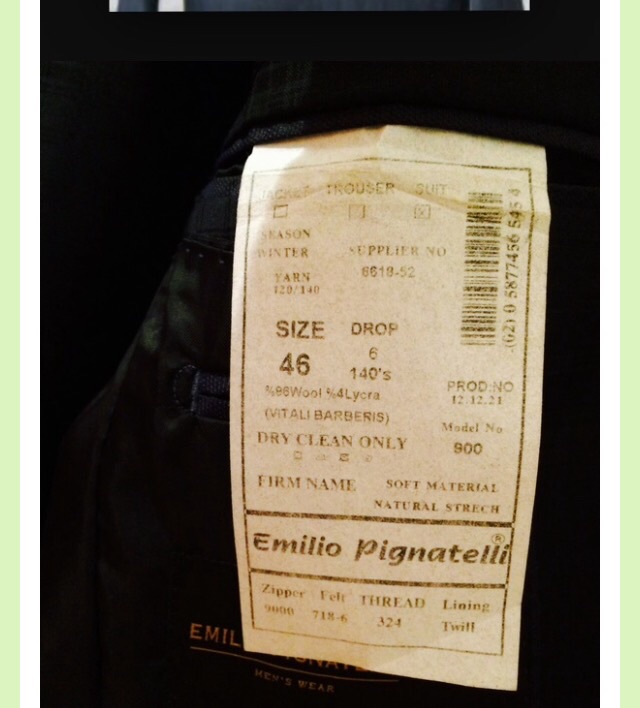 JACKET TROUSER SUIT
SEASON
WINTER
SUPPLIER NO
6618-52
YARN
120/140
SIZE
46
DROP
6
140's
%96Wool %4Lycra
(VITALI BARBERIS)
DRY CLEAN ONLY
(02) 0 5877456 545 4
PROD:NO
12.12.21
Model No
900
FIRM NAME
SOFT MATERIAL
NATURAL STRECH
Emilio Pignatelli®
Zipper Felt THREAD Lining
9000 718-6 324 Twill
MEN'S WEAR